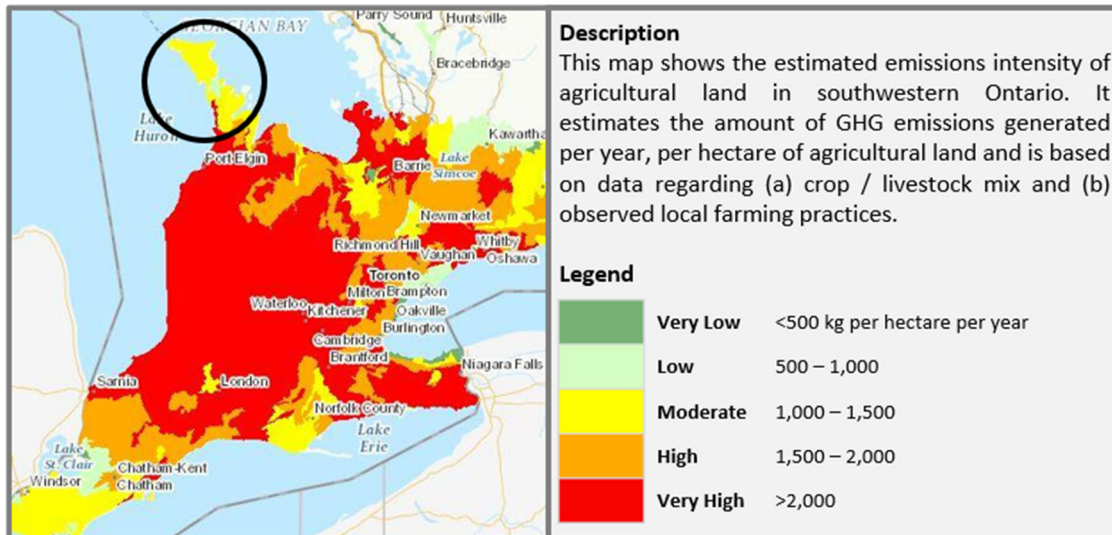 GEORGIAN BAY
Parry Sound
Huntsville
Bracebridge
Lake
Huron
Port Elgin
Kawartha
Barrie
Lake
Simcoe
Newmarket
Richmond Hill
Whitby
Vaughan
Oshawa
Toronto
Milton
Brampton
Waterloo
Kitchener
Oakville
Burlington
Cambridge
Brantford
Niagara Falls
Sarnia
London
Norfolk County
Lake
Erie
Lake
St. Clair
Chatham-Kent
Windsor
Chatham
Description
This map shows the estimated emissions intensity of
agricultural land in southwestern Ontario. It
estimates the amount of GHG emissions generated
per year, per hectare of agricultural land and is based
on data regarding (a) crop / livestock mix and (b)
observed local farming practices.
Legend
Very Low <500 kg per hectare per year
Low 500 – 1,000
Moderate 1,000 – 1,500
High 1,500 – 2,000
Very High >2,000